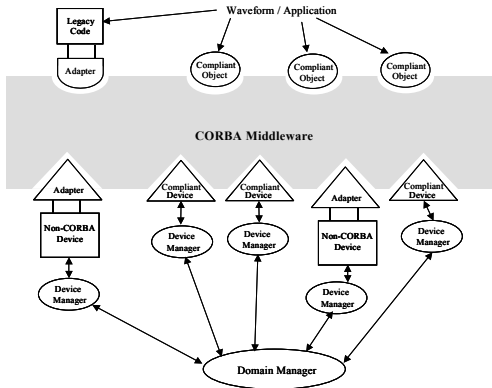 Waveform / Application
Legacy
Code
Adapter
Compliant
Object
Compliant
Object
Compliant
Object
CORBA Middleware
Adapter
Non-CORBA
Device
Device
Manager
Compliant
Device
Device
Manager
Compliant
Device
Device
Manager
Adapter
Non-CORBA
Device
Device
Manager
Compliant
Device
Device
Manager
Domain Manager